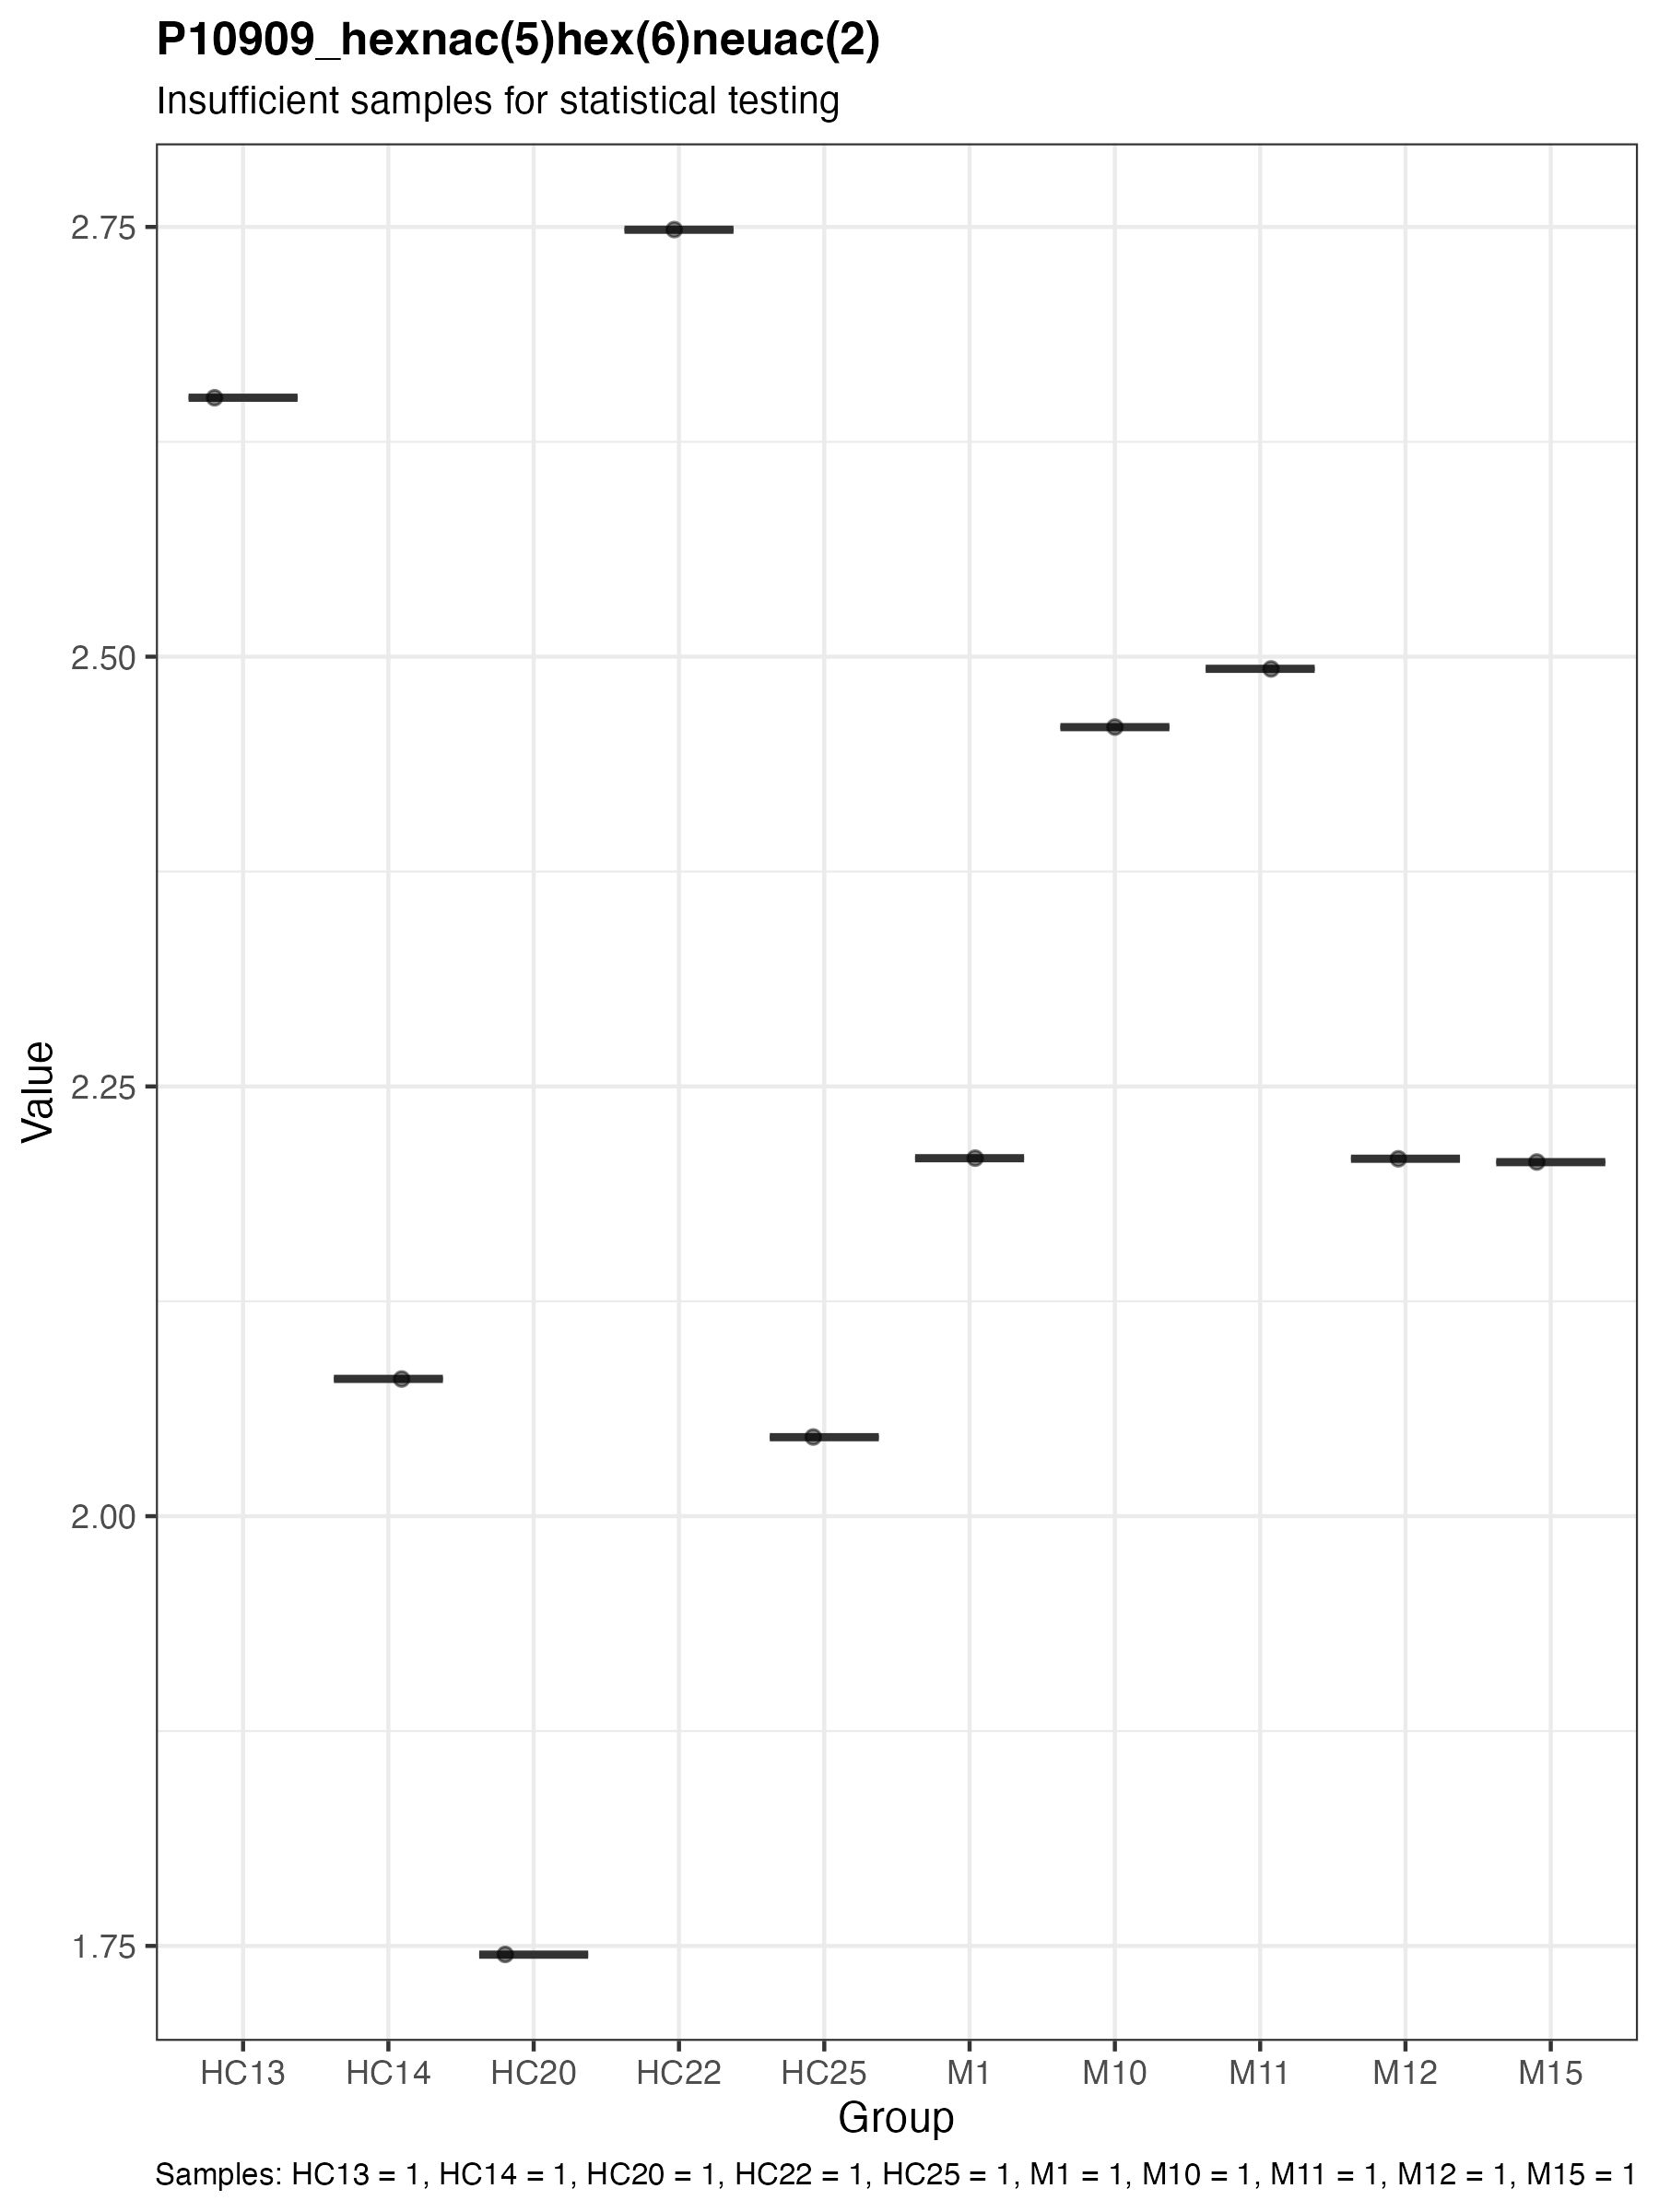 P10909_hexnac(5)hex(6)neuac(2)
Insufficient samples for statistical testing
2.75
2.50
2.25
2.00
1.75
Value
HC13 HC14 HC20 HC22 HC25 M1 M10 M11 M12 M15
Group
Samples: HC13 = 1, HC14 = 1, HC20 = 1, HC22 = 1, HC25 = 1, M1 = 1, M10 = 1, M11 = 1, M12 = 1, M15 = 1